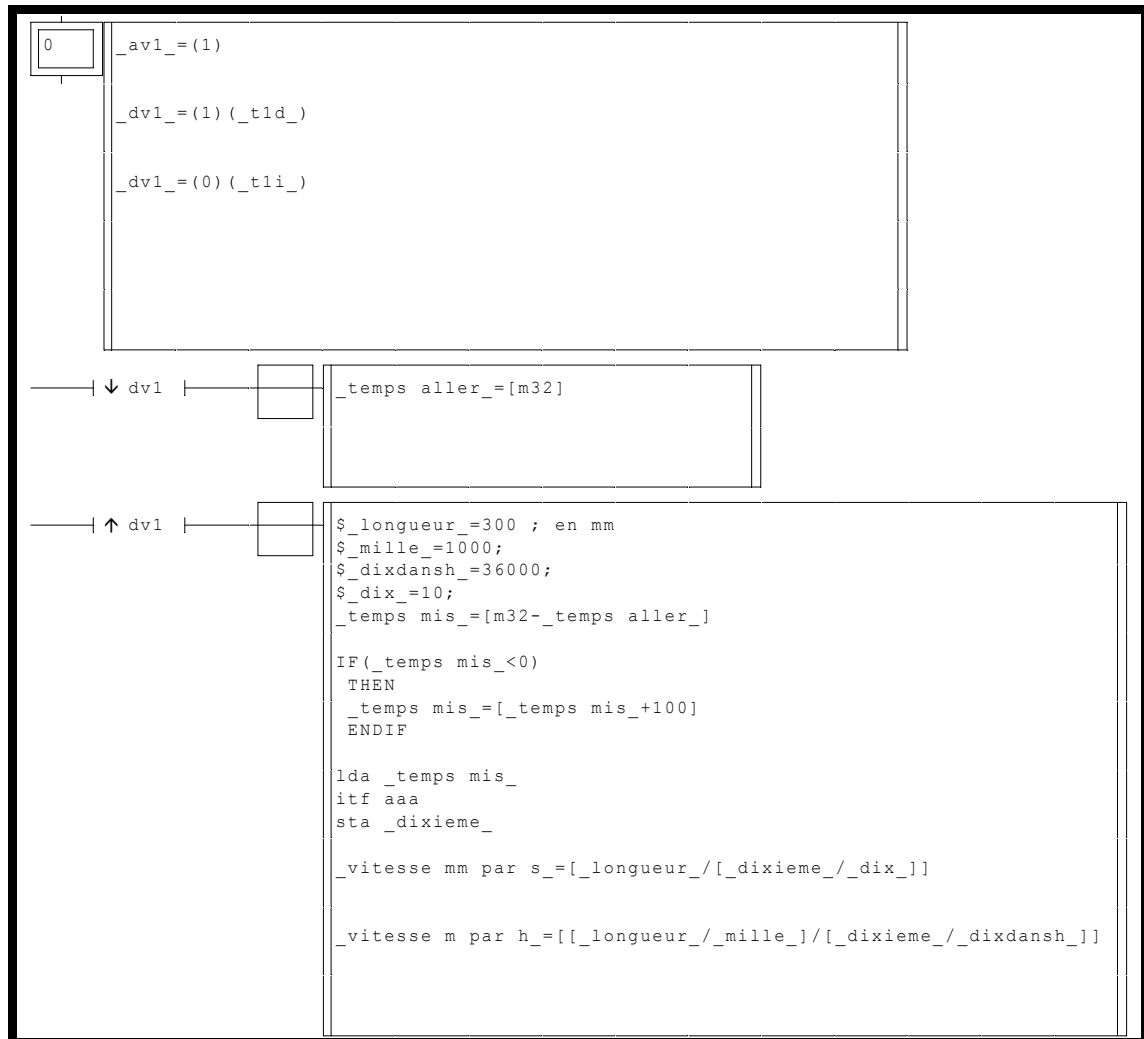 0
_av1_=(1)
_dv1_=(1)(_t1d_)
_dv1_=(0)(_t1i_)
↓ dv1
_temps aller_=[m32]
↑ dv1
$_longueur_=300 ; en mm
$_mille_=1000;
$_dixdansh_=36000;
$_dix_=10;
_temps mis_=[m32-_temps aller_]
IF(_temps mis_<0)
THEN
_temps mis_=[_temps mis_+100]
ENDIF
lda _temps mis_
itf aaa
sta _dixieme_
_vitesse mm par s_=[_longueur_/[_dixieme_/_dix_]]
_vitesse m par h_=[[_longueur_/_mille_]/[_dixieme_/_dixdansh_]]